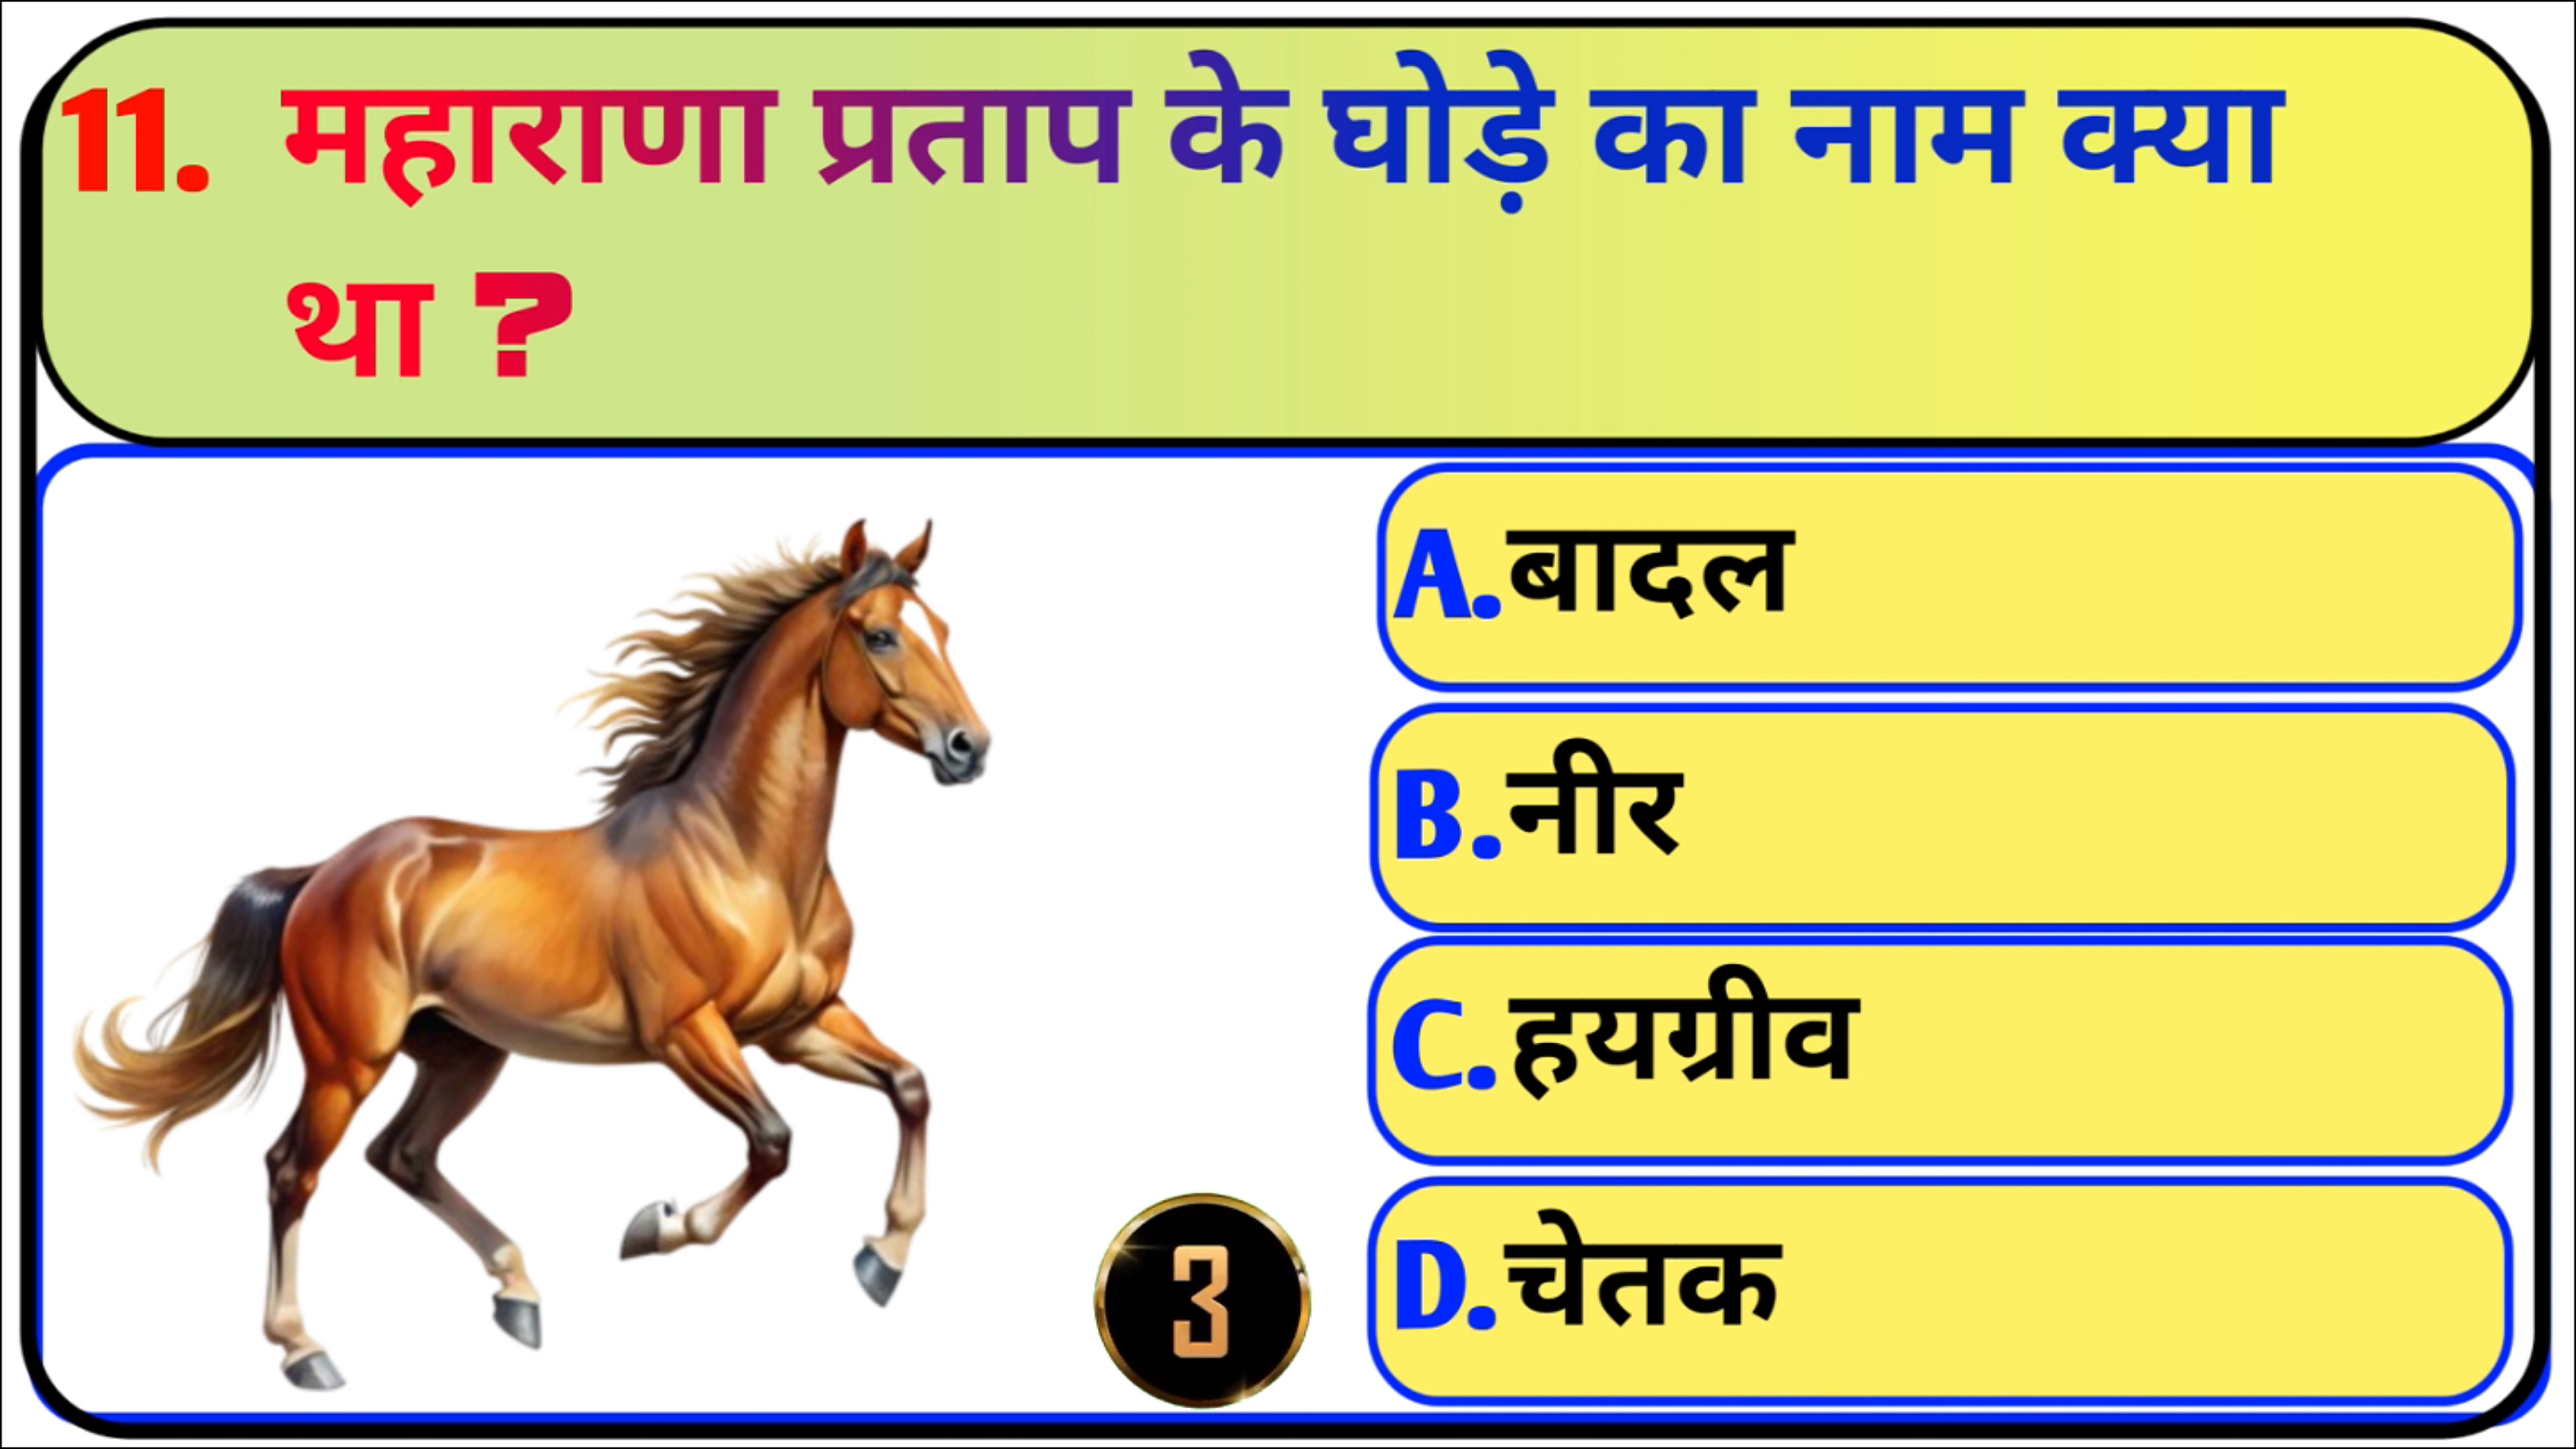 11. महाराणा प्रताप के घोड़े का नाम क्या
था ?
A.बादल
B.नीर
C.हयग्रीव
D.चेतक
3